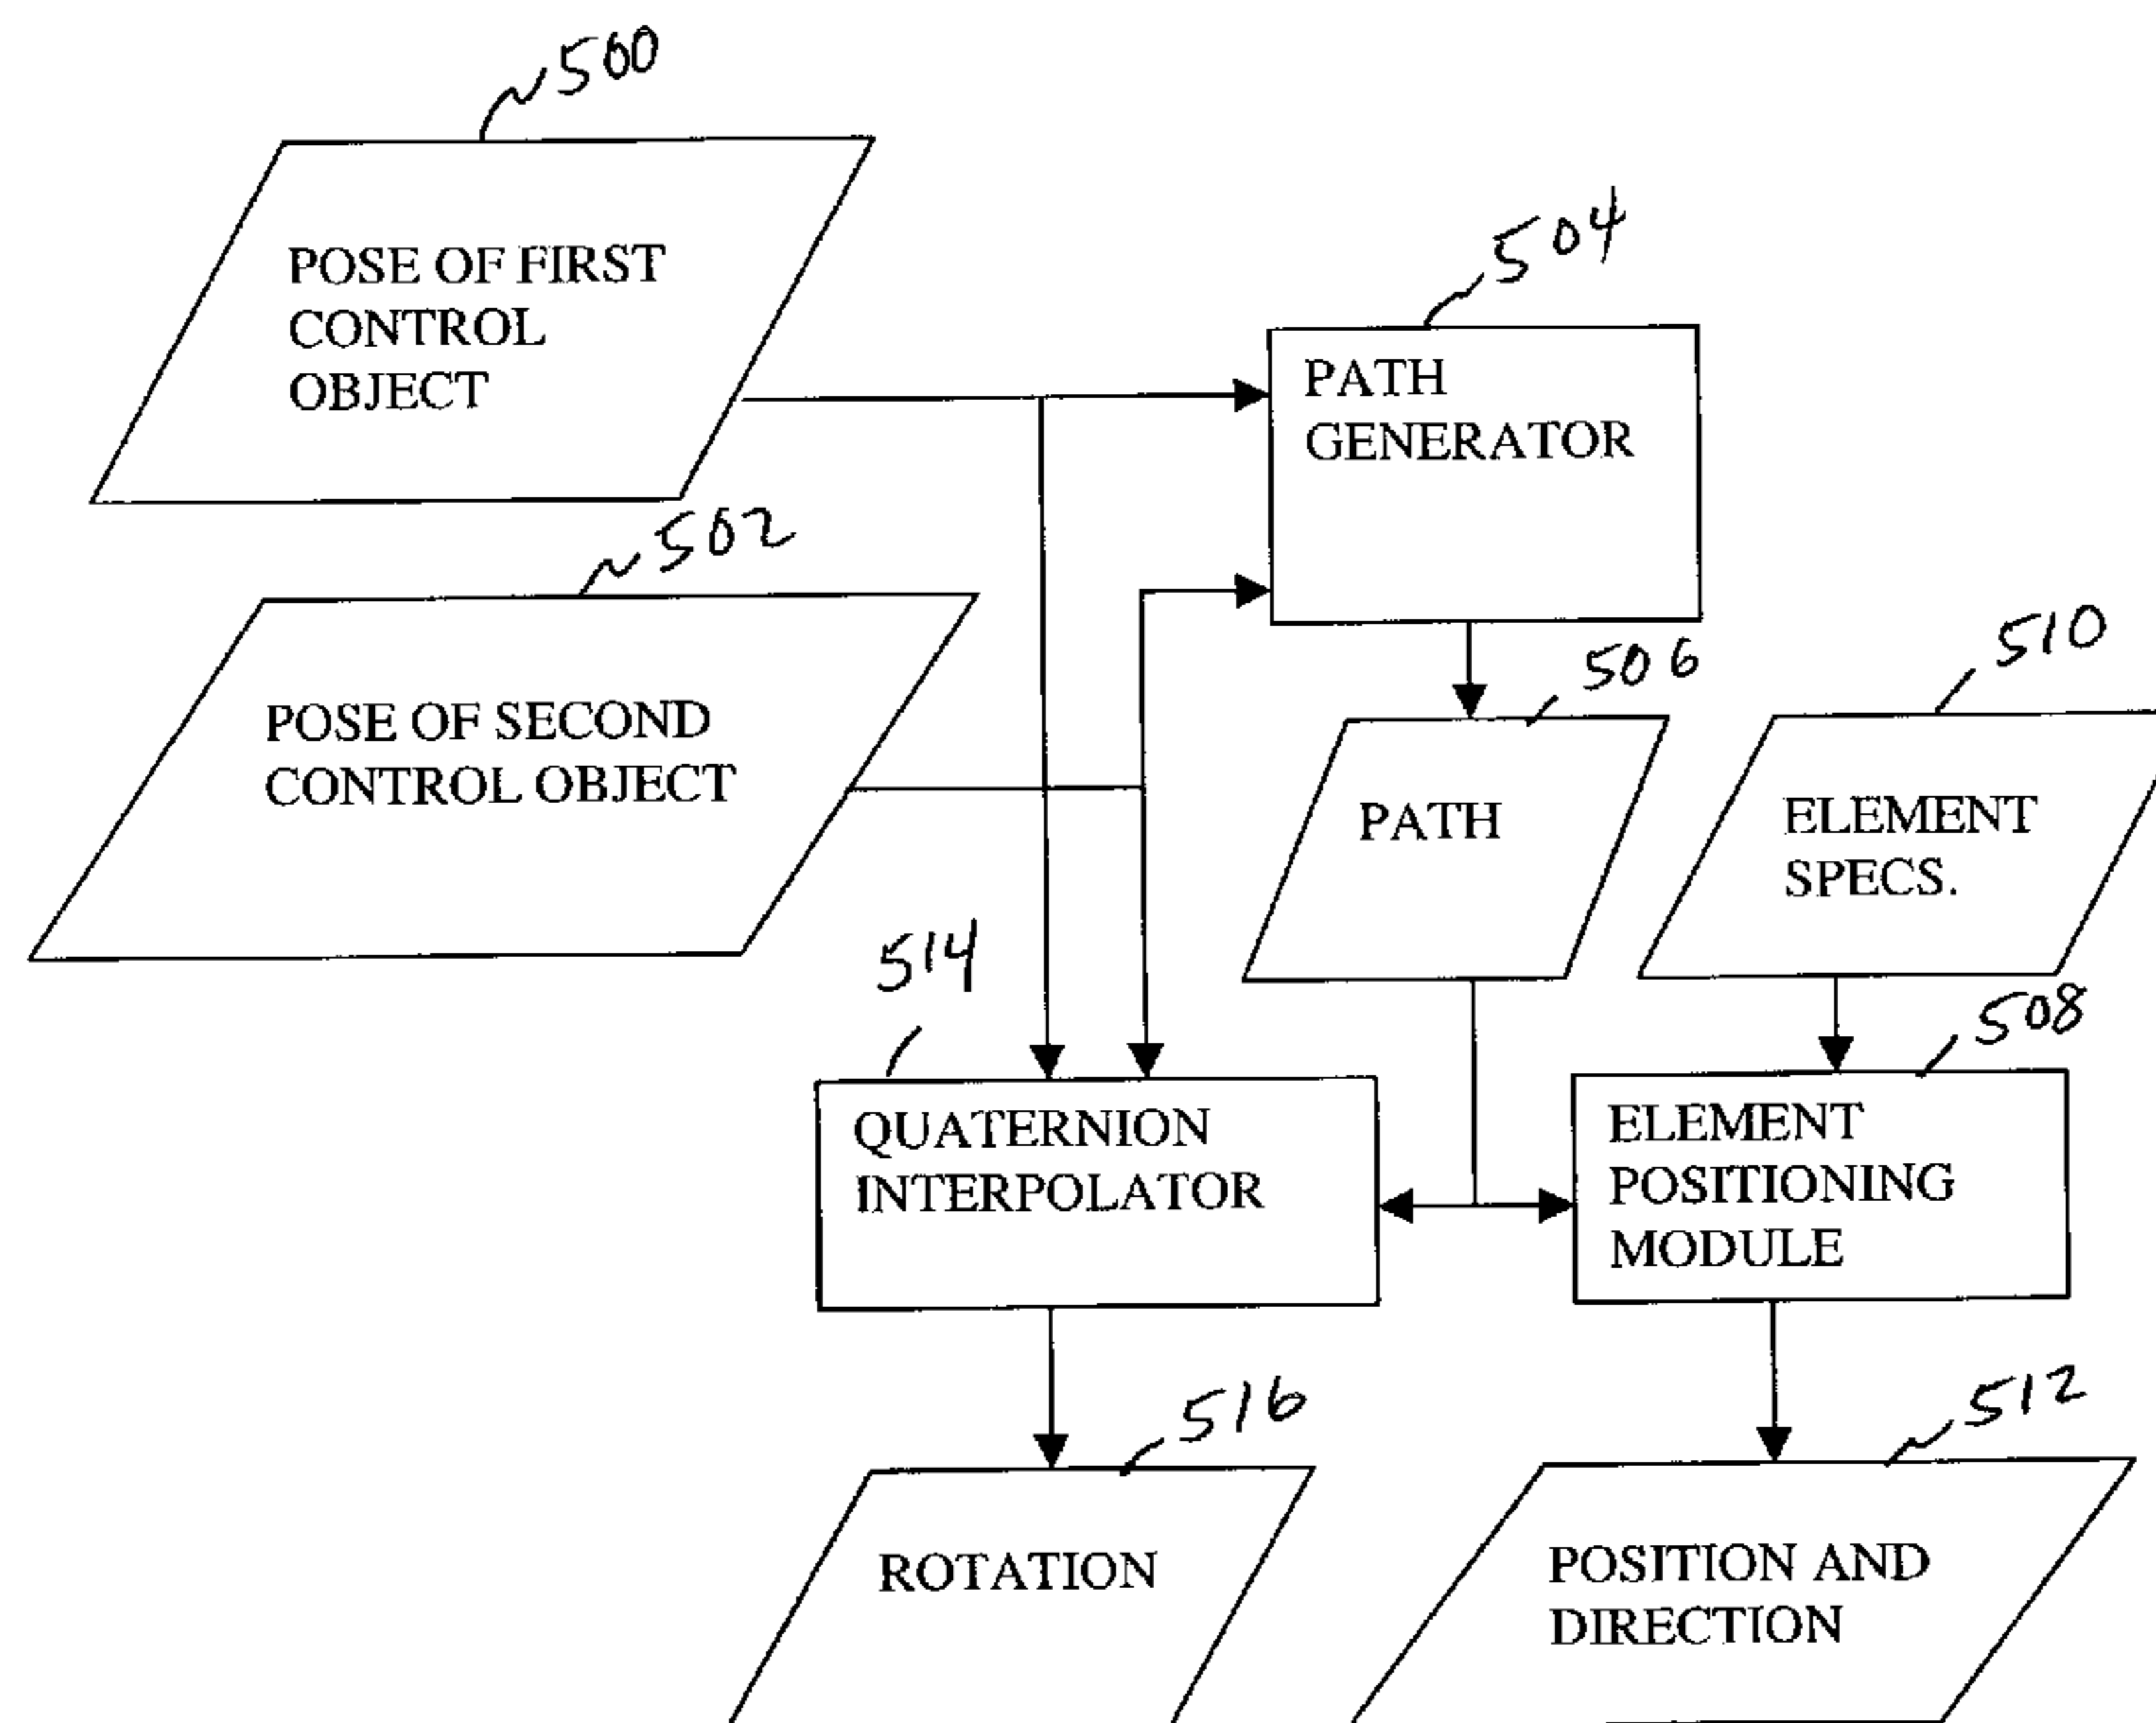 500
POSE OF FIRST
CONTROL
OBJECT
504
PATH
GENERATOR
502
POSE OF SECOND
CONTROL OBJECT
506
PATH
510
ELEMENT
SPECS.
514
QUATERNION
INTERPOLATOR
508
ELEMENT
POSITIONING
MODULE
516
ROTATION
512
POSITION AND
DIRECTION